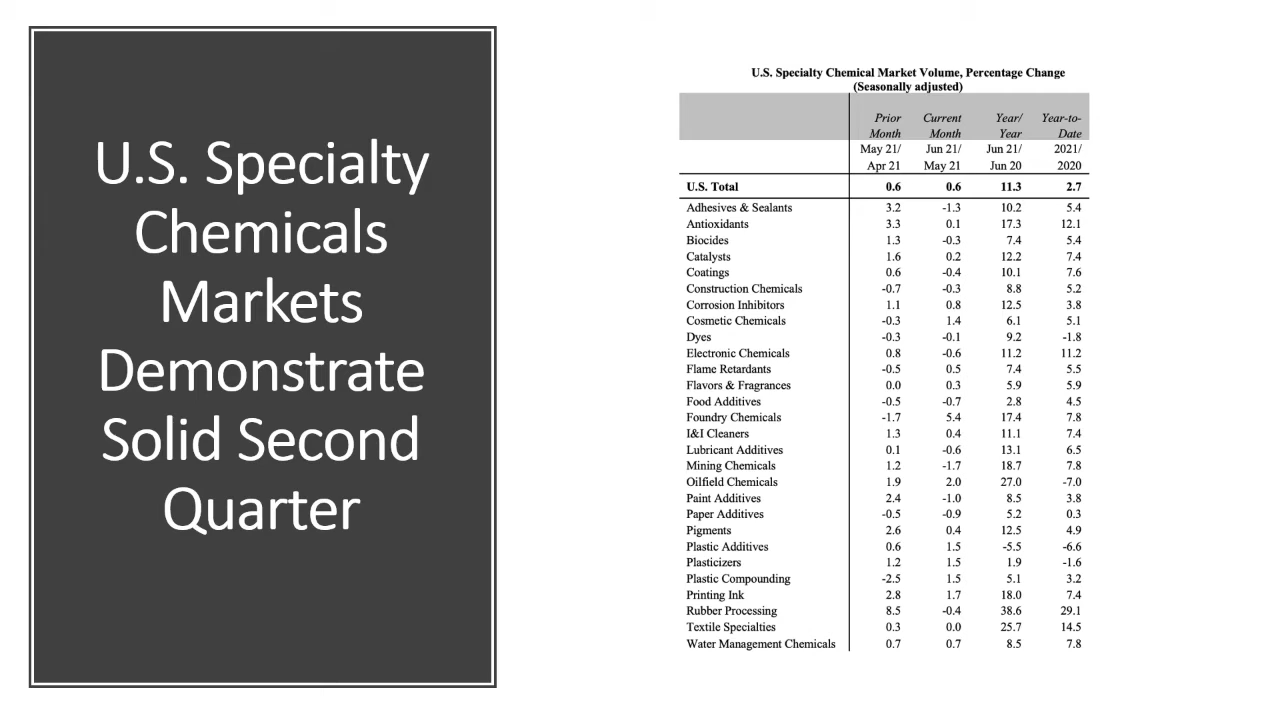 U.S. Specialty
Chemicals
Markets
Demonstrate
Solid Second
Quarter
U.S. Specialty Chemical Market Volume, Percentage Change
(Seasonally adjusted)
Prior Current Year/ Year-to-
Month Month Year Date
May 21/ Jun 21/ Jun 21/ 2021/
Apr 21 May 21 Jun 20 2020
U.S. Total 0.6 0.6 11.3 2.7
Adhesives & Sealants 3.2 -1.3 10.2 5.4
Antioxidants 3.3 0.1 17.3 12.1
Biocides 1.3 -0.3 7.4 5.4
Catalysts 1.6 0.2 12.2 7.4
Coatings 0.6 -0.4 10.1 7.6
Construction Chemicals -0.7 -0.3 8.8 5.2
Corrosion Inhibitors 1.1 0.8 12.5 3.8
Cosmetic Chemicals -0.3 1.4 6.1 5.1
Dyes -0.3 -0.1 9.2 -1.8
Electronic Chemicals 0.8 -0.6 11.2 11.2
Flame Retardants -0.5 0.5 7.4 5.5
Flavors & Fragrances 0.0 0.3 5.9 5.9
Food Additives -0.5 -0.7 2.8 4.5
Foundry Chemicals -1.7 5.4 17.4 7.8
I&I Cleaners 1.3 0.4 11.1 7.4
Lubricant Additives 0.1 -0.6 13.1 6.5
Mining Chemicals 1.2 -1.7 18.7 7.8
Oilfield Chemicals 1.9 2.0 27.0 -7.0
Paint Additives 2.4 -1.0 8.5 3.8
Paper Additives -0.5 -0.9 5.2 0.3
Pigments 2.6 0.4 12.5 4.9
Plastic Additives 0.6 1.5 -5.5 -6.6
Plasticizers 1.2 1.5 1.9 -1.6
Plastic Compounding -2.5 1.5 5.1 3.2
Printing Ink 2.8 1.7 18.0 7.4
Rubber Processing 8.5 -0.4 38.6 29.1
Textile Specialties 0.3 0.0 25.7 14.5
Water Management Chemicals 0.7 0.7 8.5 7.8